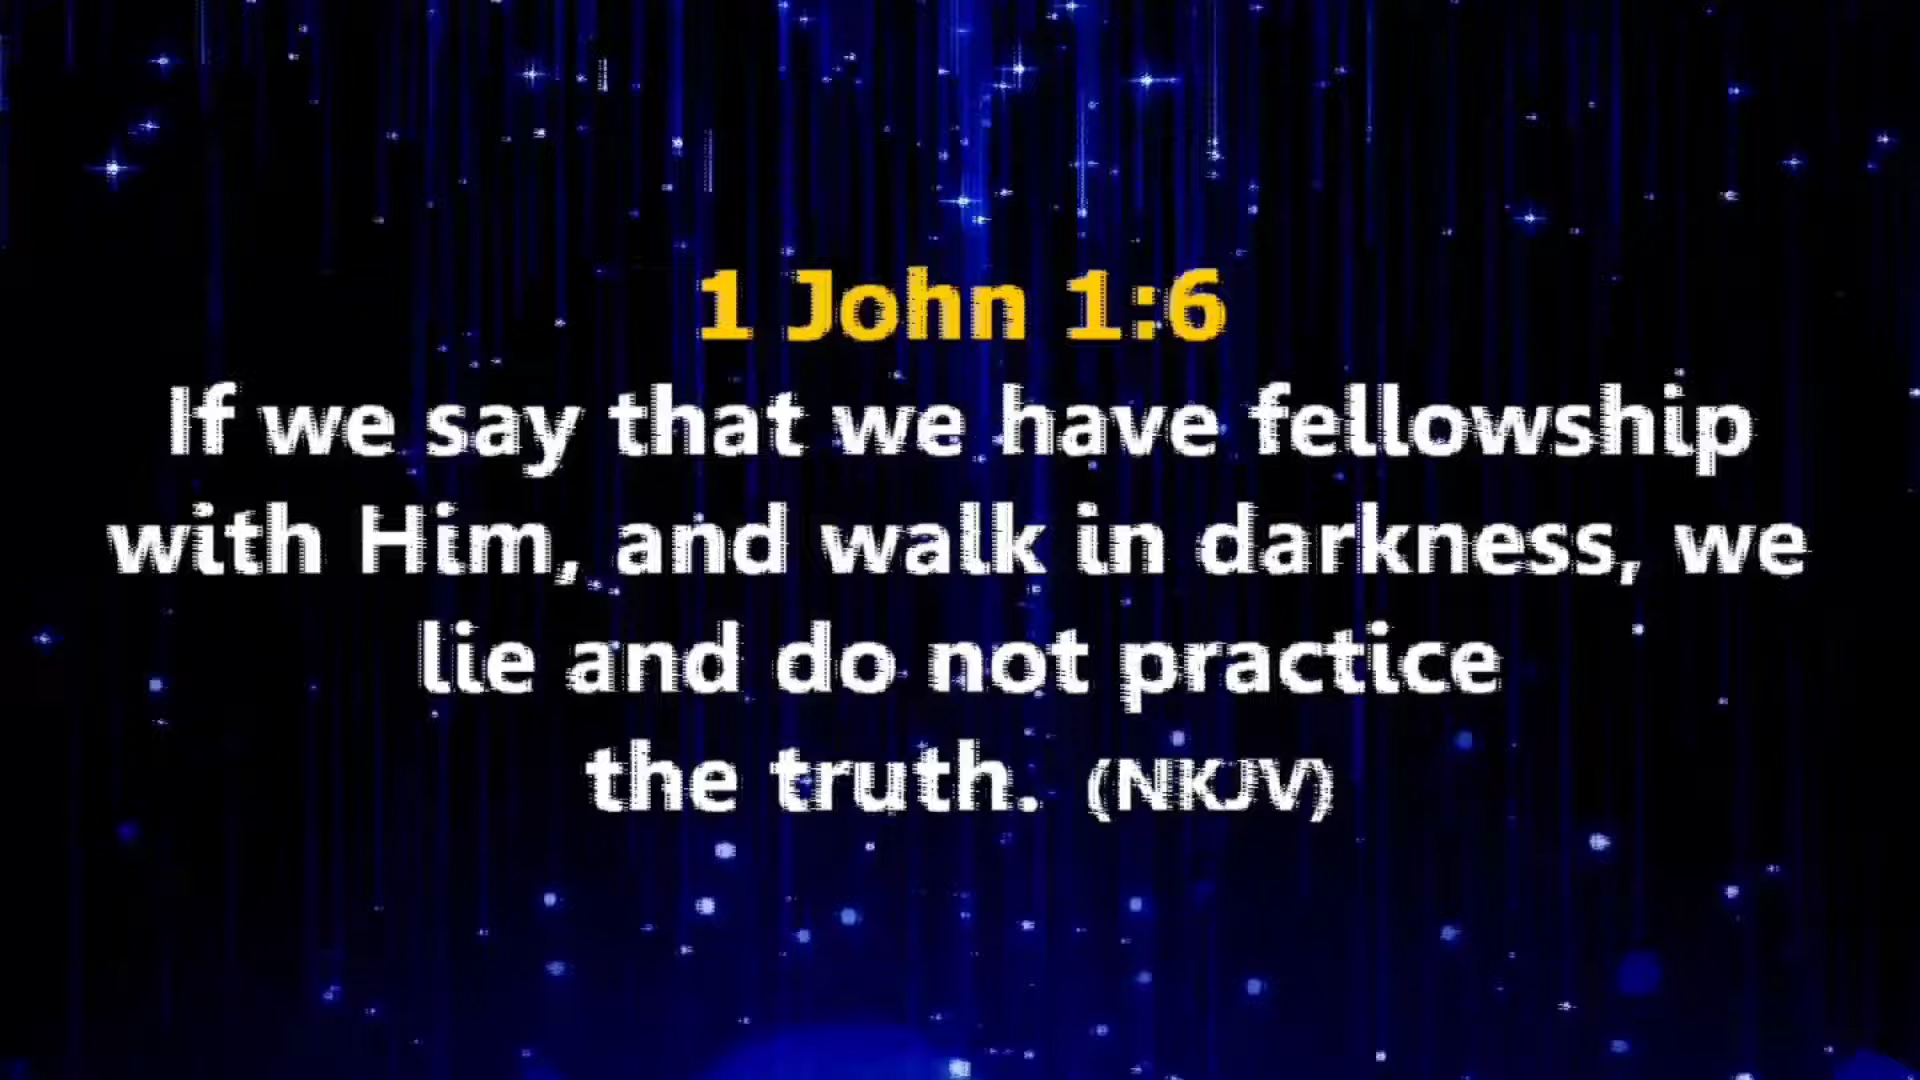 1 John 1:6
If we say that we have fellowship
with Him, and walk in darkness, we
lie and do not practice
the truth. (NKJV)